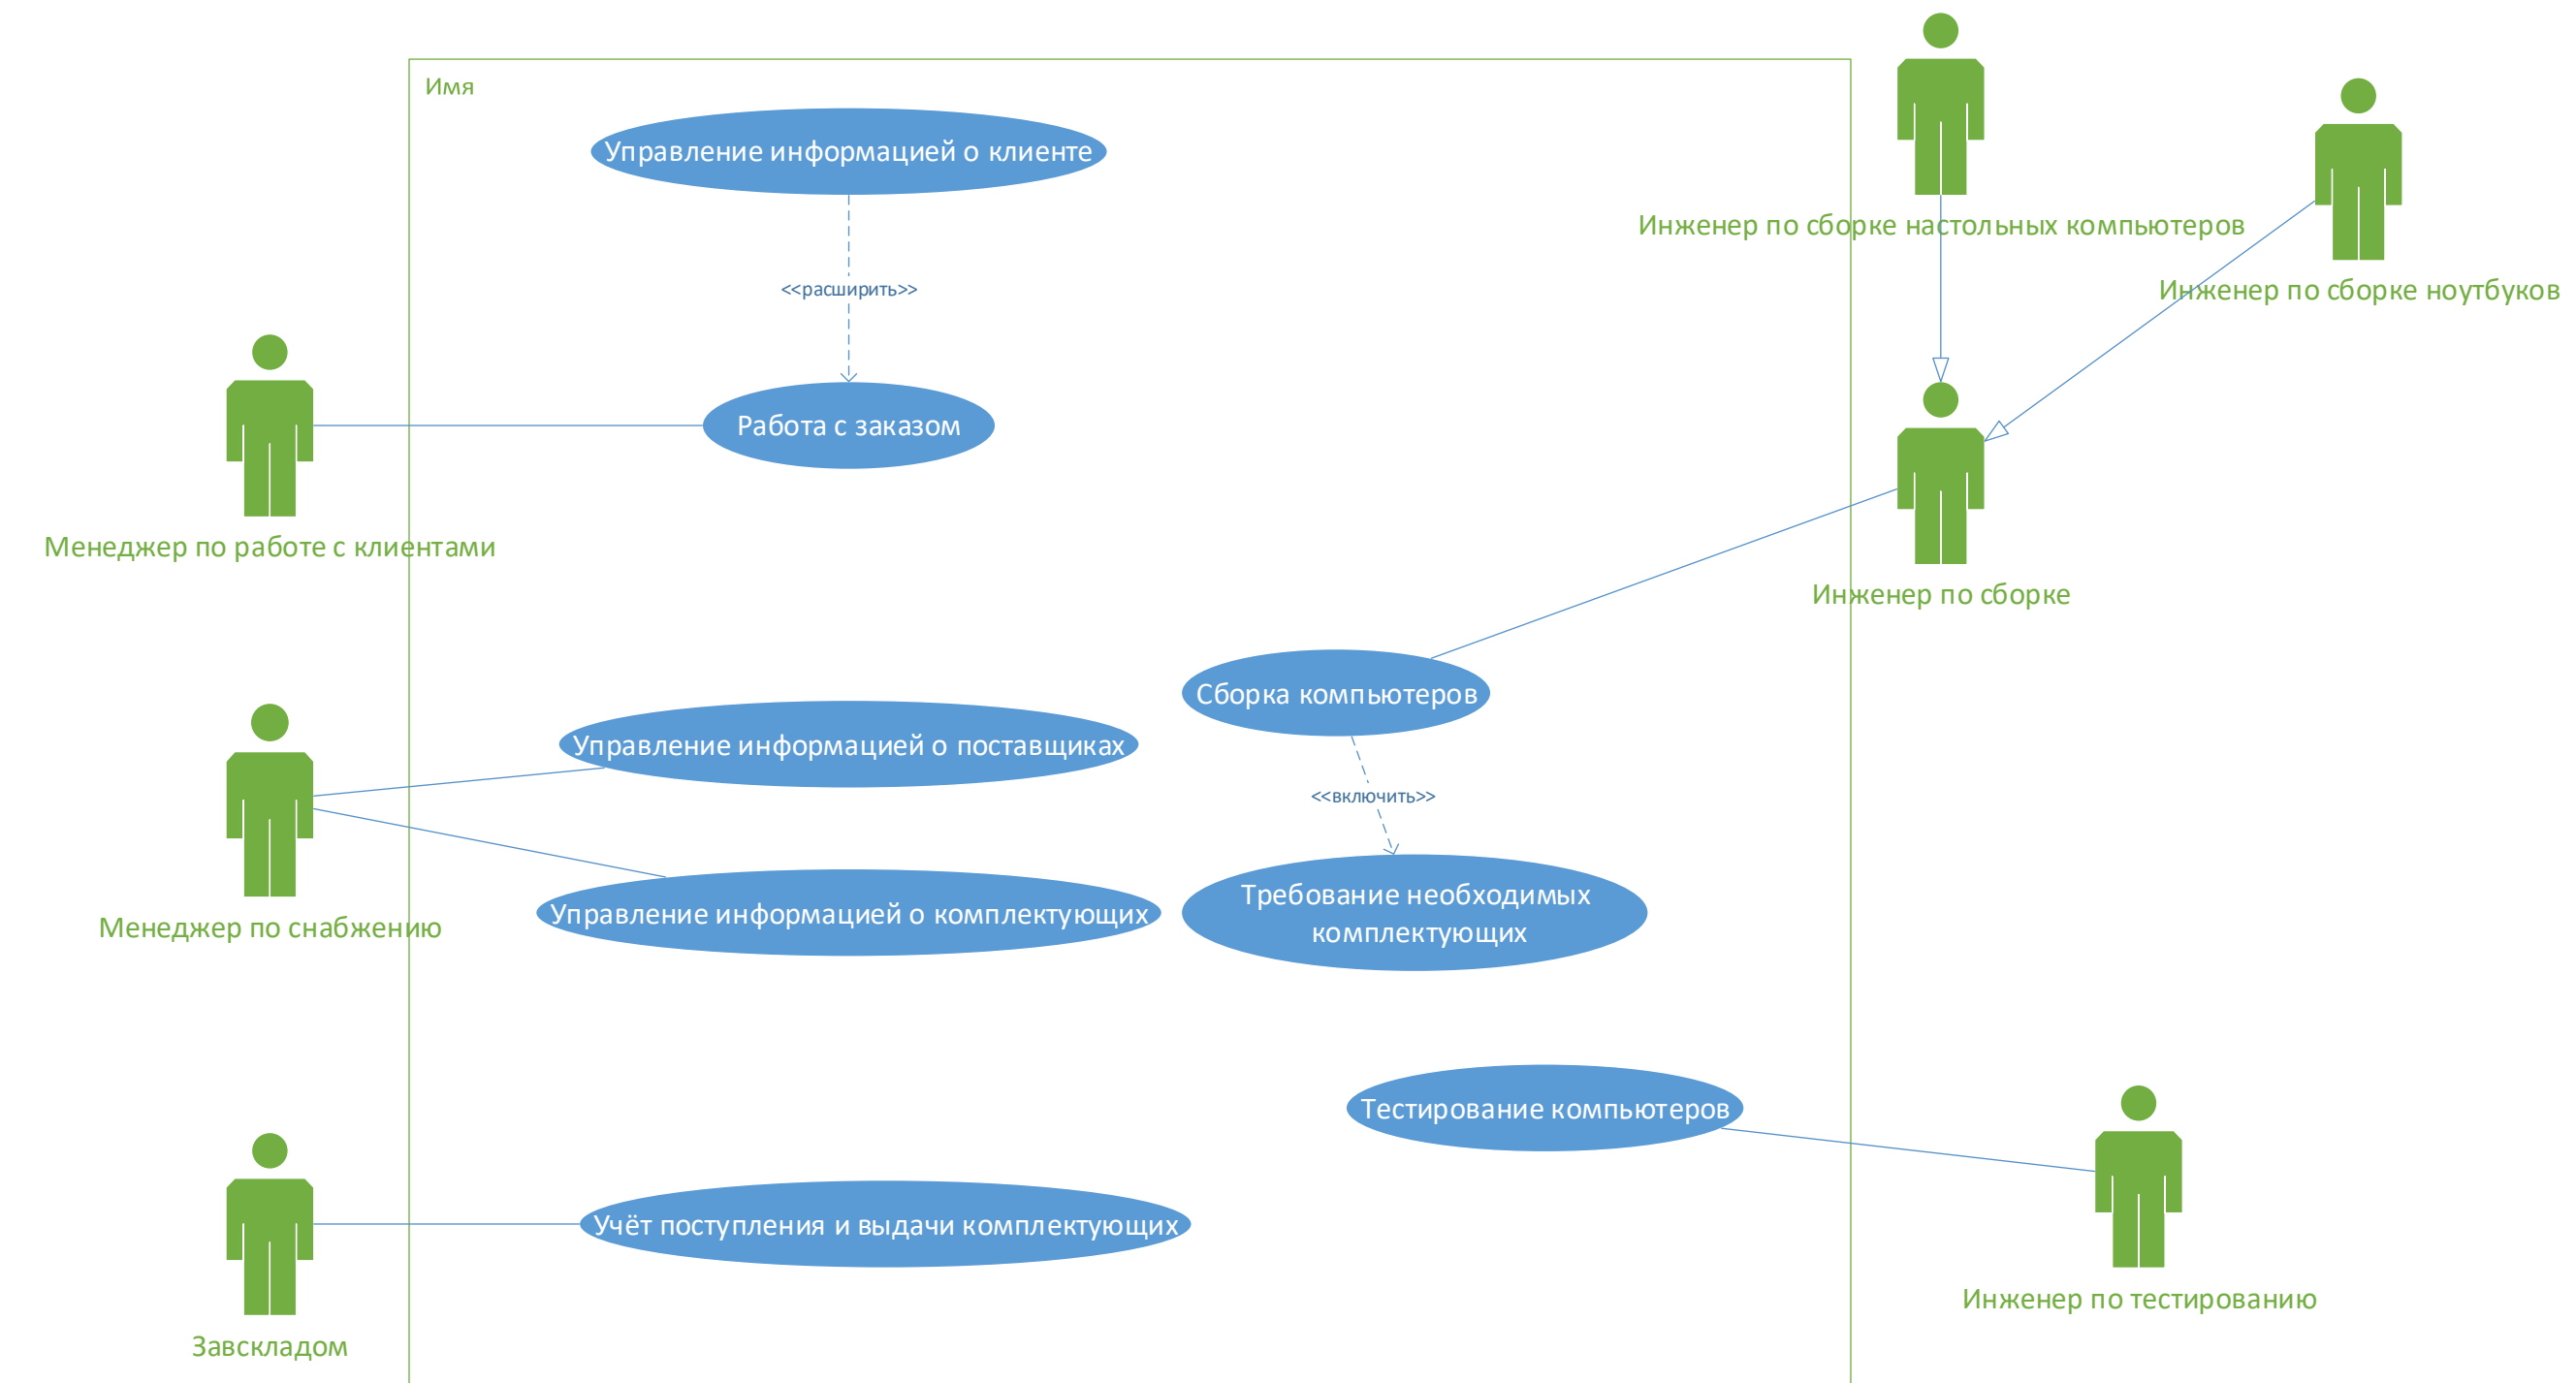 Имя
Управление информацией о клиенте
Инженер по сборке настольных компьютеров
<<расширить>>
Инженер по сборке ноутбуков
Работа с заказом
Менеджер по работе с клиентами
Инженер по сборке
Сборка компьютеров
Управление информацией о поставщиках
<<включить>>
Требование необходимых
комплектующих
Управление информацией о комплектующих
Менеджер по снабжению
Тестирование компьютеров
Учёт поступления и выдачи комплектующих
Инженер по тестированию
Завскладом